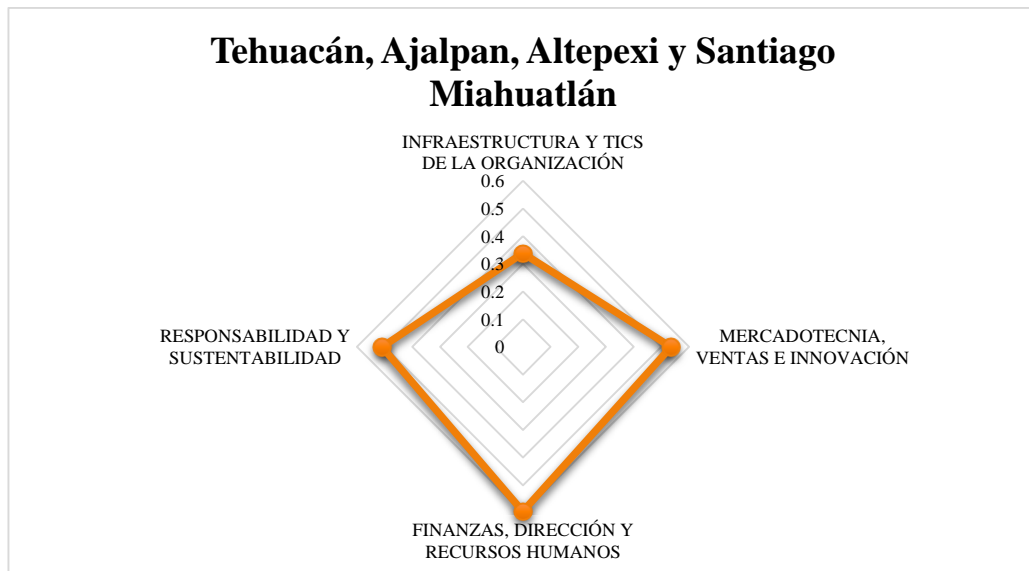 Tehuacán, Ajalpan, Altepexi y Santiago
Miahuatlán
INFRAESTRUCTURA Y TICS
DE LA ORGANIZACIÓN
0.6
0.5
0.4
0.3
0.2
0.1
0
RESPONSABILIDAD Y
SUSTENTABILIDAD
MERCADOTECNIA,
VENTAS E INNOVACIÓN
FINANZAS, DIRECCIÓN Y
RECURSOS HUMANOS